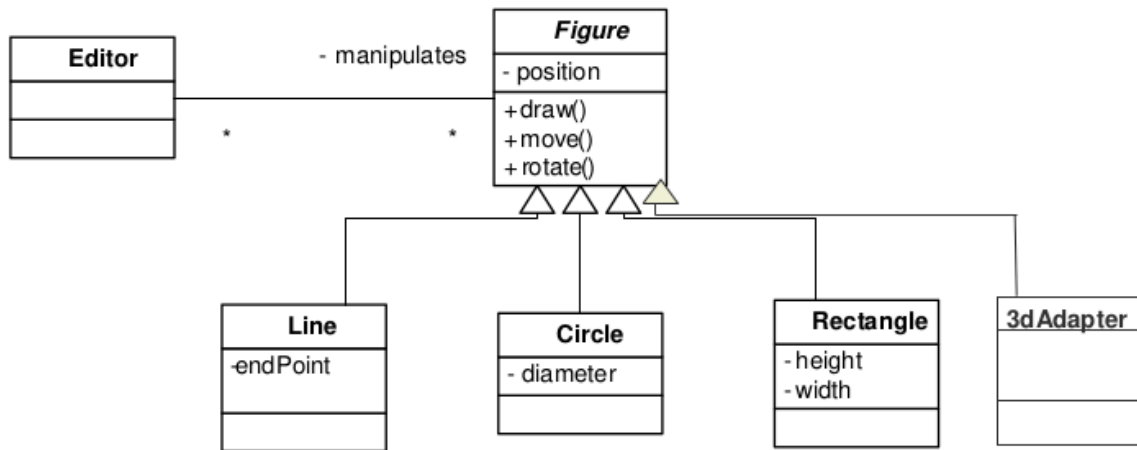 Editor
- manipulates
*
*
Figure
- position
+draw()
+ move()
+ rotate()
Line
-endPoint
Circle
- diameter
Rectangle
- height
- width
3dAdapter